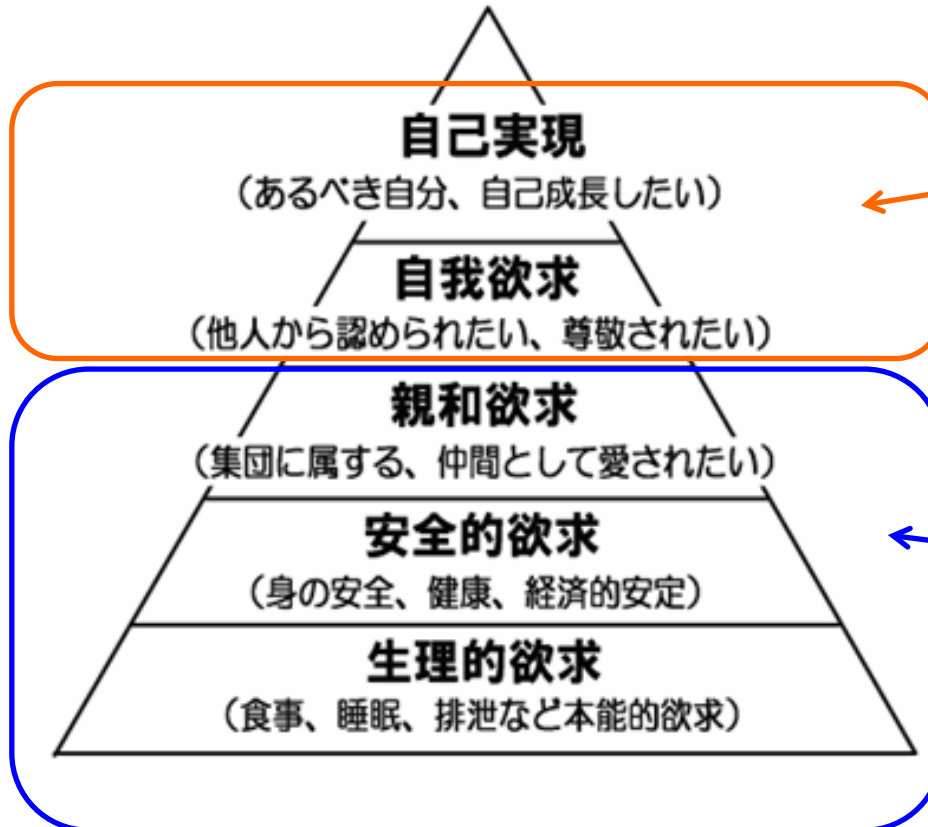 自己実現
（あるべき自分、自己成長したい）
自我欲求
（他人から認められたい、尊敬されたい）
親和欲求
（集団に属する、仲間として愛されたい）
安全的欲求
（身の安全、健康、経済的安定）
生理的欲求
（食事、睡眠、排泄など本能的欲求）